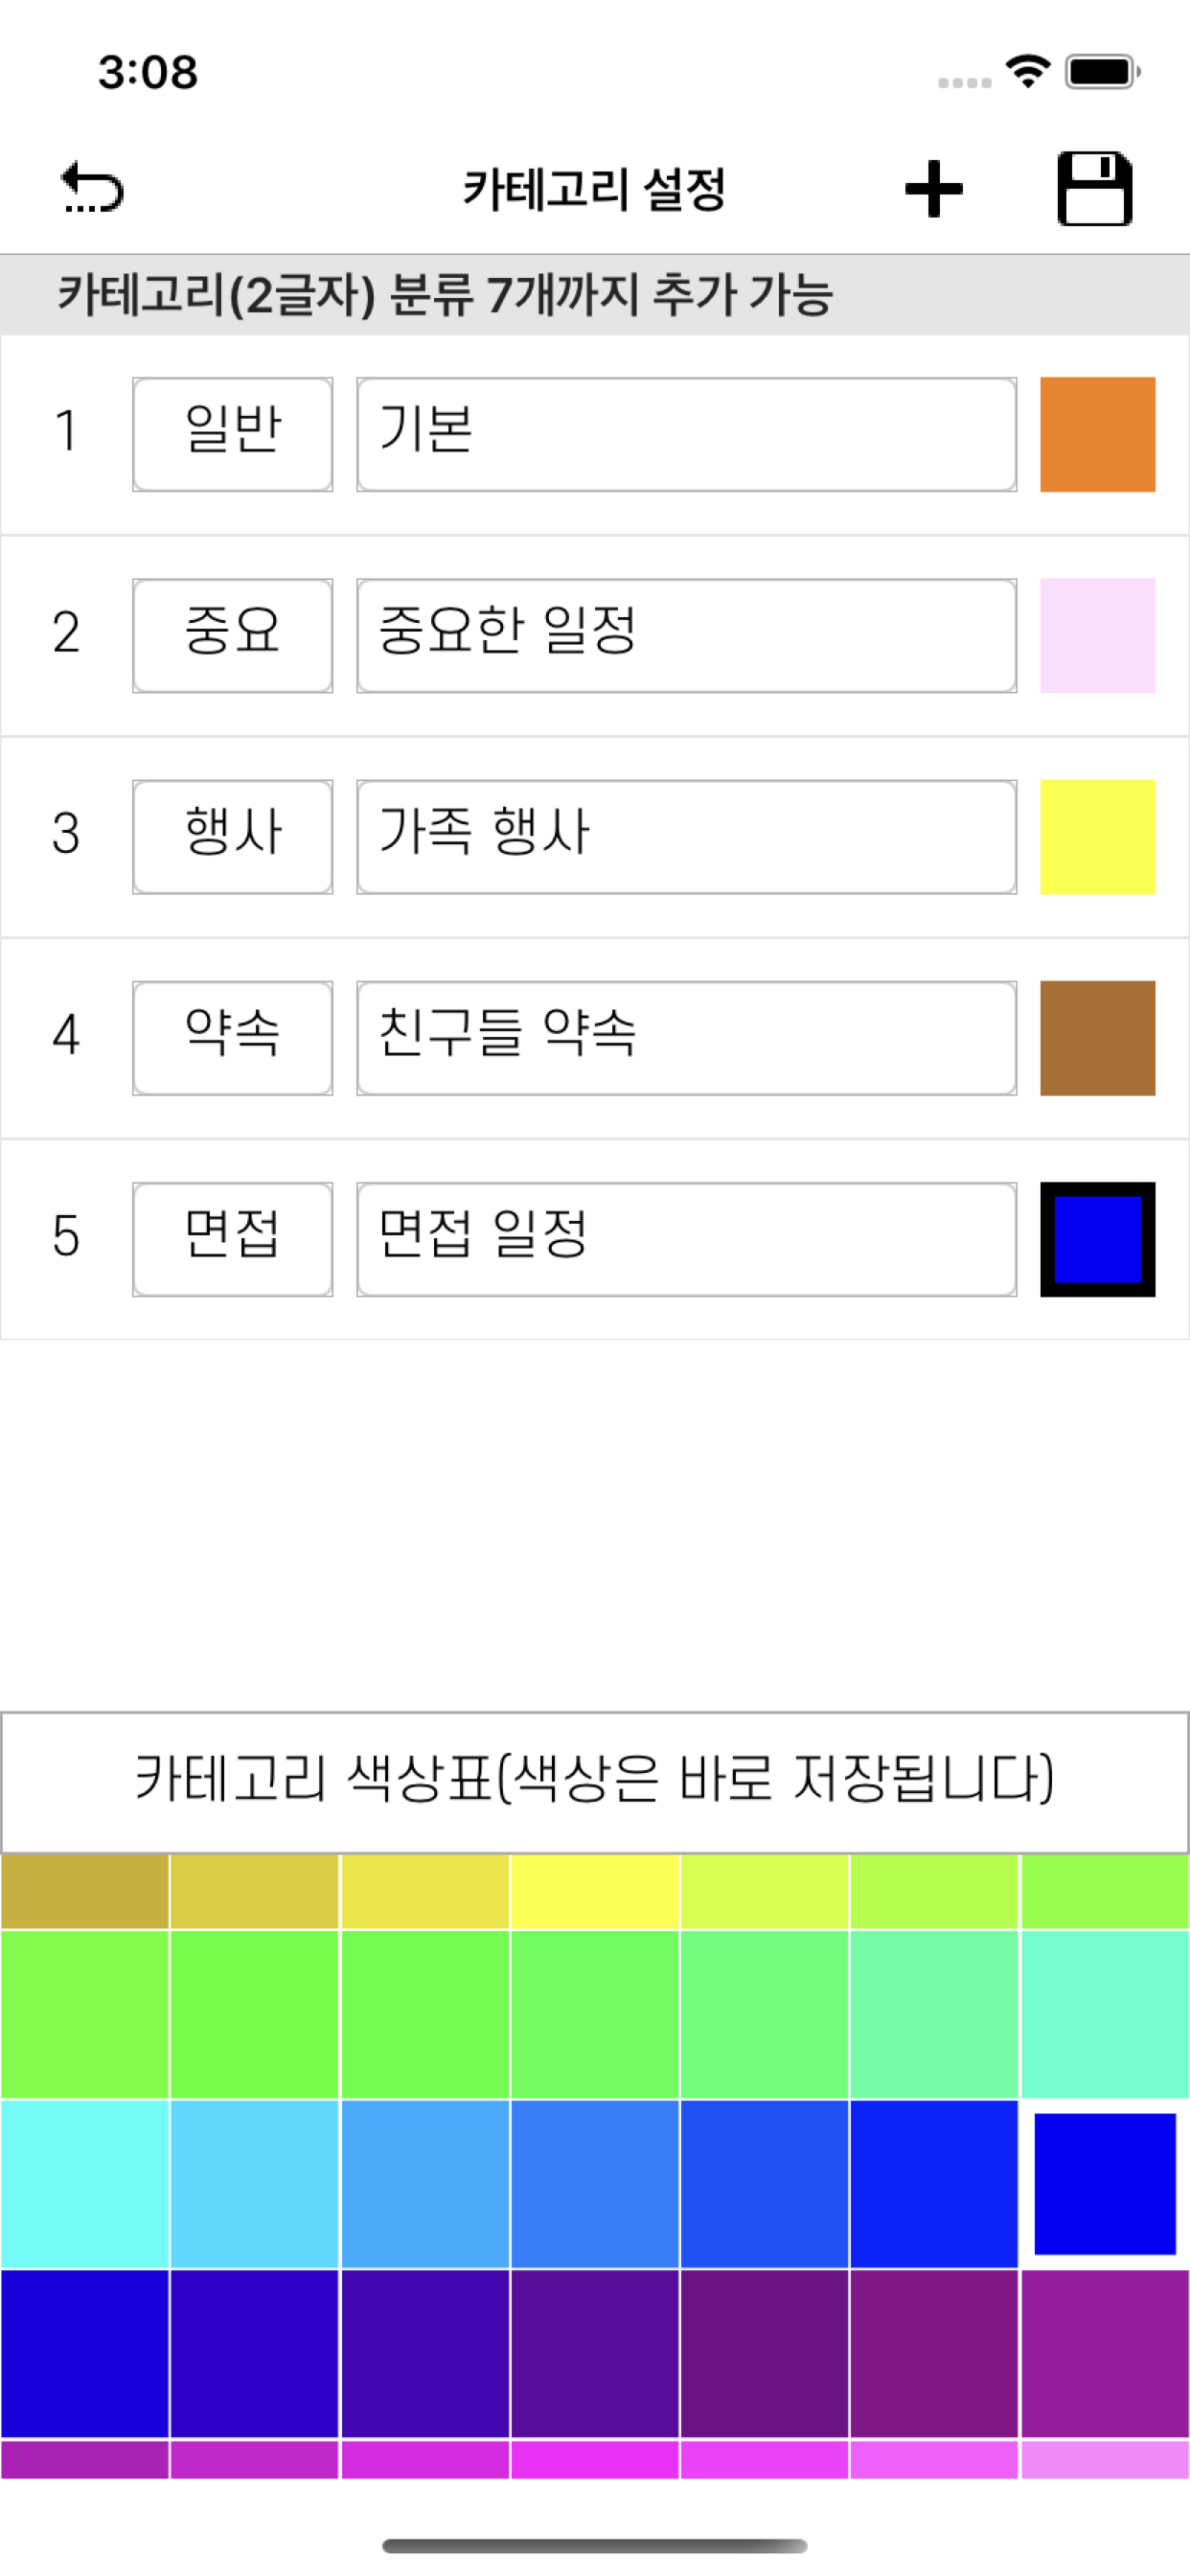 3:08
카테고리 설정
카테고리(2글자) 분류 7개까지 추가 가능
1 일반 기본
2 중요 중요한 일정
3 행사 가족 행사
4 약속 친구들 약속
5 면접 면접 일정
카테고리 색상표(색상은 바로 저장됩니다)